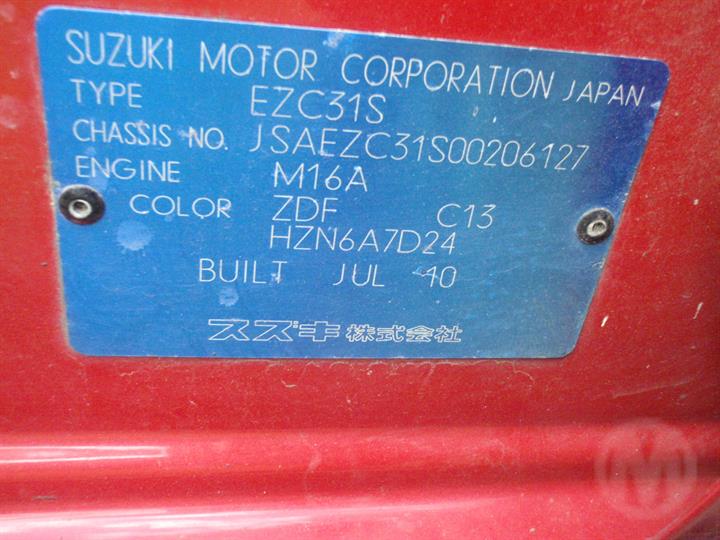 SUZUKI MOTOR CORPORATION JAPAN
TYPE EZC31S
CHASSIS NO. JSAEZC31S00206127
ENGINE M16A
COLOR ZDF C13
HZN6A7D24
BUILT JUL 10
スズキ株式会社
M